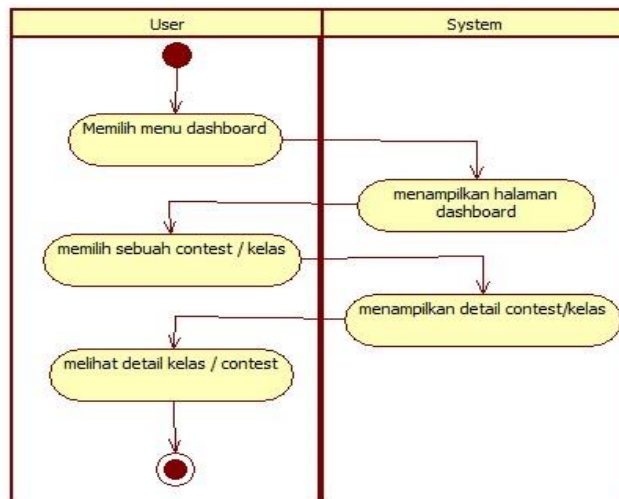 User
System
Memilih menu dashboard
menampilkan halaman
dashboard
memilih sebuah contest / kelas
menampilkan detail contest/kelas
melihat detail kelas / contest